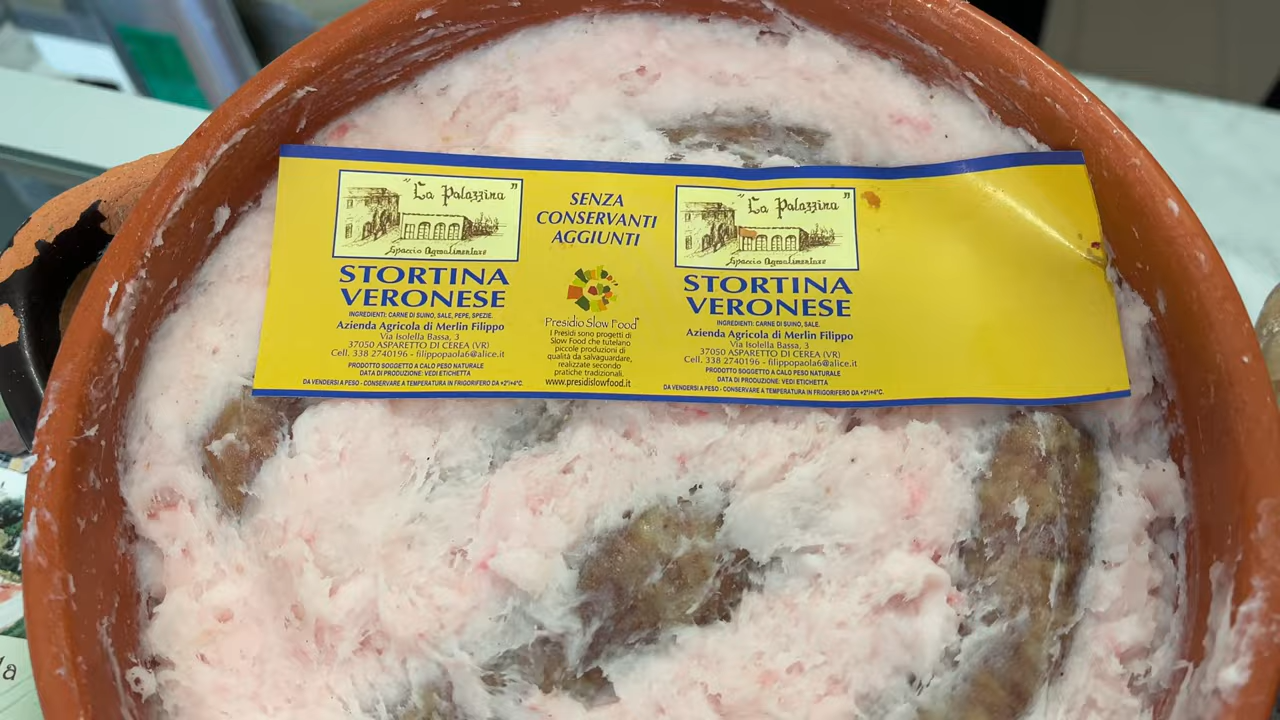 "La Palazzina"
Spaccio Agroalimentare
STORTINA
VERONESE
INGREDIENTI: CARNE DI SUINO, SALE, PEPE, SPEZIE.
Azienda Agricola di Merlin Filippo
Via Isolella Bassa, 3
37050 ASPARETTO DI CEREA (VR)
Cell. 338 2740196 - filippopaola6@alice.it
PRODOTTO SOGGETTO A CALO PESO NATURALE
DATA DI PRODUZIONE: VEDI ETICHETTA
DA VENDERSI A PESO - CONSERVARE A TEMPERATURA IN FRIGORIFERO DA +2°/+4°C.
SENZA
CONSERVANTI
AGGIUNTI
Presidio Slow Food®
I Presìdi sono progetti di
Slow Food che tutelano
piccole produzioni di
qualità da salvaguardare,
realizzate secondo
pratiche tradizionali.
www.presidislowfood.it
"La Palazzina"
Spaccio Agroalimentare
STORTINA
VERONESE
INGREDIENTI: CARNE DI SUINO, SALE.
Azienda Agricola di Merlin Filippo
Via Isolella Bassa, 3
37050 ASPARETTO DI CEREA (VR)
Cell. 338 2740196 - filippopaola6@alice.it
PRODOTTO SOGGETTO A CALO PESO NATURALE
DATA DI PRODUZIONE: VEDI ETICHETTA
DA VENDERSI A PESO - CONSERVARE A TEMPERATURA IN FRIGORIFERO DA +2°/+4°C.